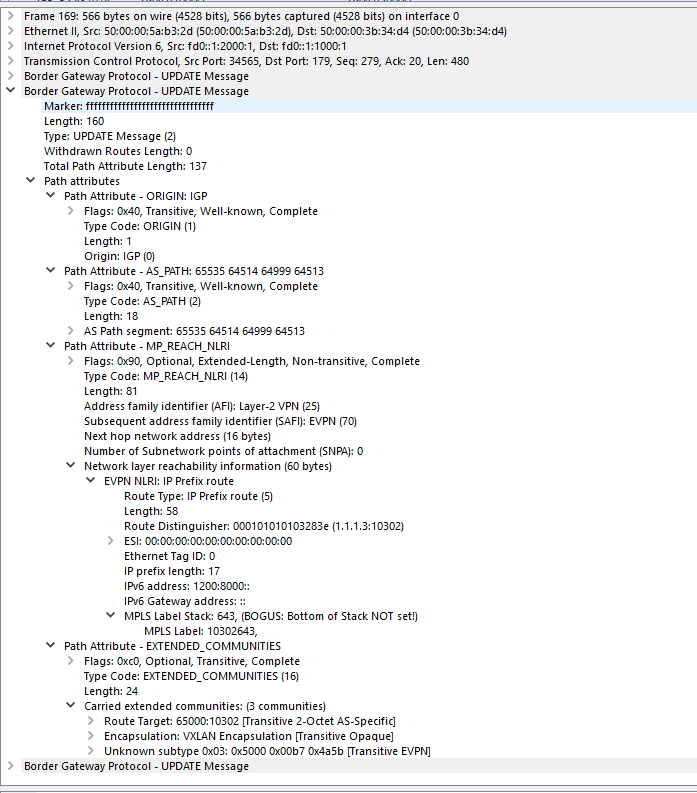 Frame 169: 566 bytes on wire (4528 bits), 566 bytes captured (4528 bits) on interface 0
Ethernet II, Src: 50:00:00:5a:b3:2d (50:00:00:5a:b3:2d), Dst: 50:00:00:3b:34:d4 (50:00:00:3b:34:d4)
Internet Protocol Version 6, Src: fd0::1:2000:1, Dst: fd0::1:1000:1
Transmission Control Protocol, Src Port: 34565, Dst Port: 179, Seq: 279, Ack: 20, Len: 480
Border Gateway Protocol - UPDATE Message
Border Gateway Protocol - UPDATE Message
Marker: ffffffffffffffffffffffffffffffff
Length: 160
Type: UPDATE Message (2)
Withdrawn Routes Length: 0
Total Path Attribute Length: 137
Path attributes
Path Attribute - ORIGIN: IGP
Flags: 0x40, Transitive, Well-known, Complete
Type Code: ORIGIN (1)
Length: 1
Origin: IGP (0)
Path Attribute - AS_PATH: 65535 64514 64999 64513
Flags: 0x40, Transitive, Well-known, Complete
Type Code: AS_PATH (2)
Length: 18
AS Path segment: 65535 64514 64999 64513
Path Attribute - MP_REACH_NLRI
Flags: 0x90, Optional, Extended-Length, Non-transitive, Complete
Type Code: MP_REACH_NLRI (14)
Length: 81
Address family identifier (AFI): Layer-2 VPN (25)
Subsequent address family identifier (SAFI): EVPN (70)
Next hop network address (16 bytes)
Number of Subnetwork points of attachment (SNPA): 0
Network layer reachability information (60 bytes)
EVPN NLRI: IP Prefix route
Route Type: IP Prefix route (5)
Length: 58
Route Distinguisher: 000101010103283e (1.1.1.3:10302)
ESI: 00:00:00:00:00:00:00:00:00:00
Ethernet Tag ID: 0
IP prefix length: 17
IPv6 address: 1200:8000::
IPv6 Gateway address: ::
MPLS Label Stack: 643, (BOGUS: Bottom of Stack NOT set!)
MPLS Label: 10302643,
Path Attribute - EXTENDED_COMMUNITIES
Flags: 0xc0, Optional, Transitive, Complete
Type Code: EXTENDED_COMMUNITIES (16)
Length: 24
Carried extended communities: (3 communities)
Route Target: 65000:10302 [Transitive 2-Octet AS-Specific]
Encapsulation: VXLAN Encapsulation [Transitive Opaque]
Unknown subtype 0x03: 0x5000 0x00b7 0x4a5b [Transitive EVPN]
Border Gateway Protocol - UPDATE Message